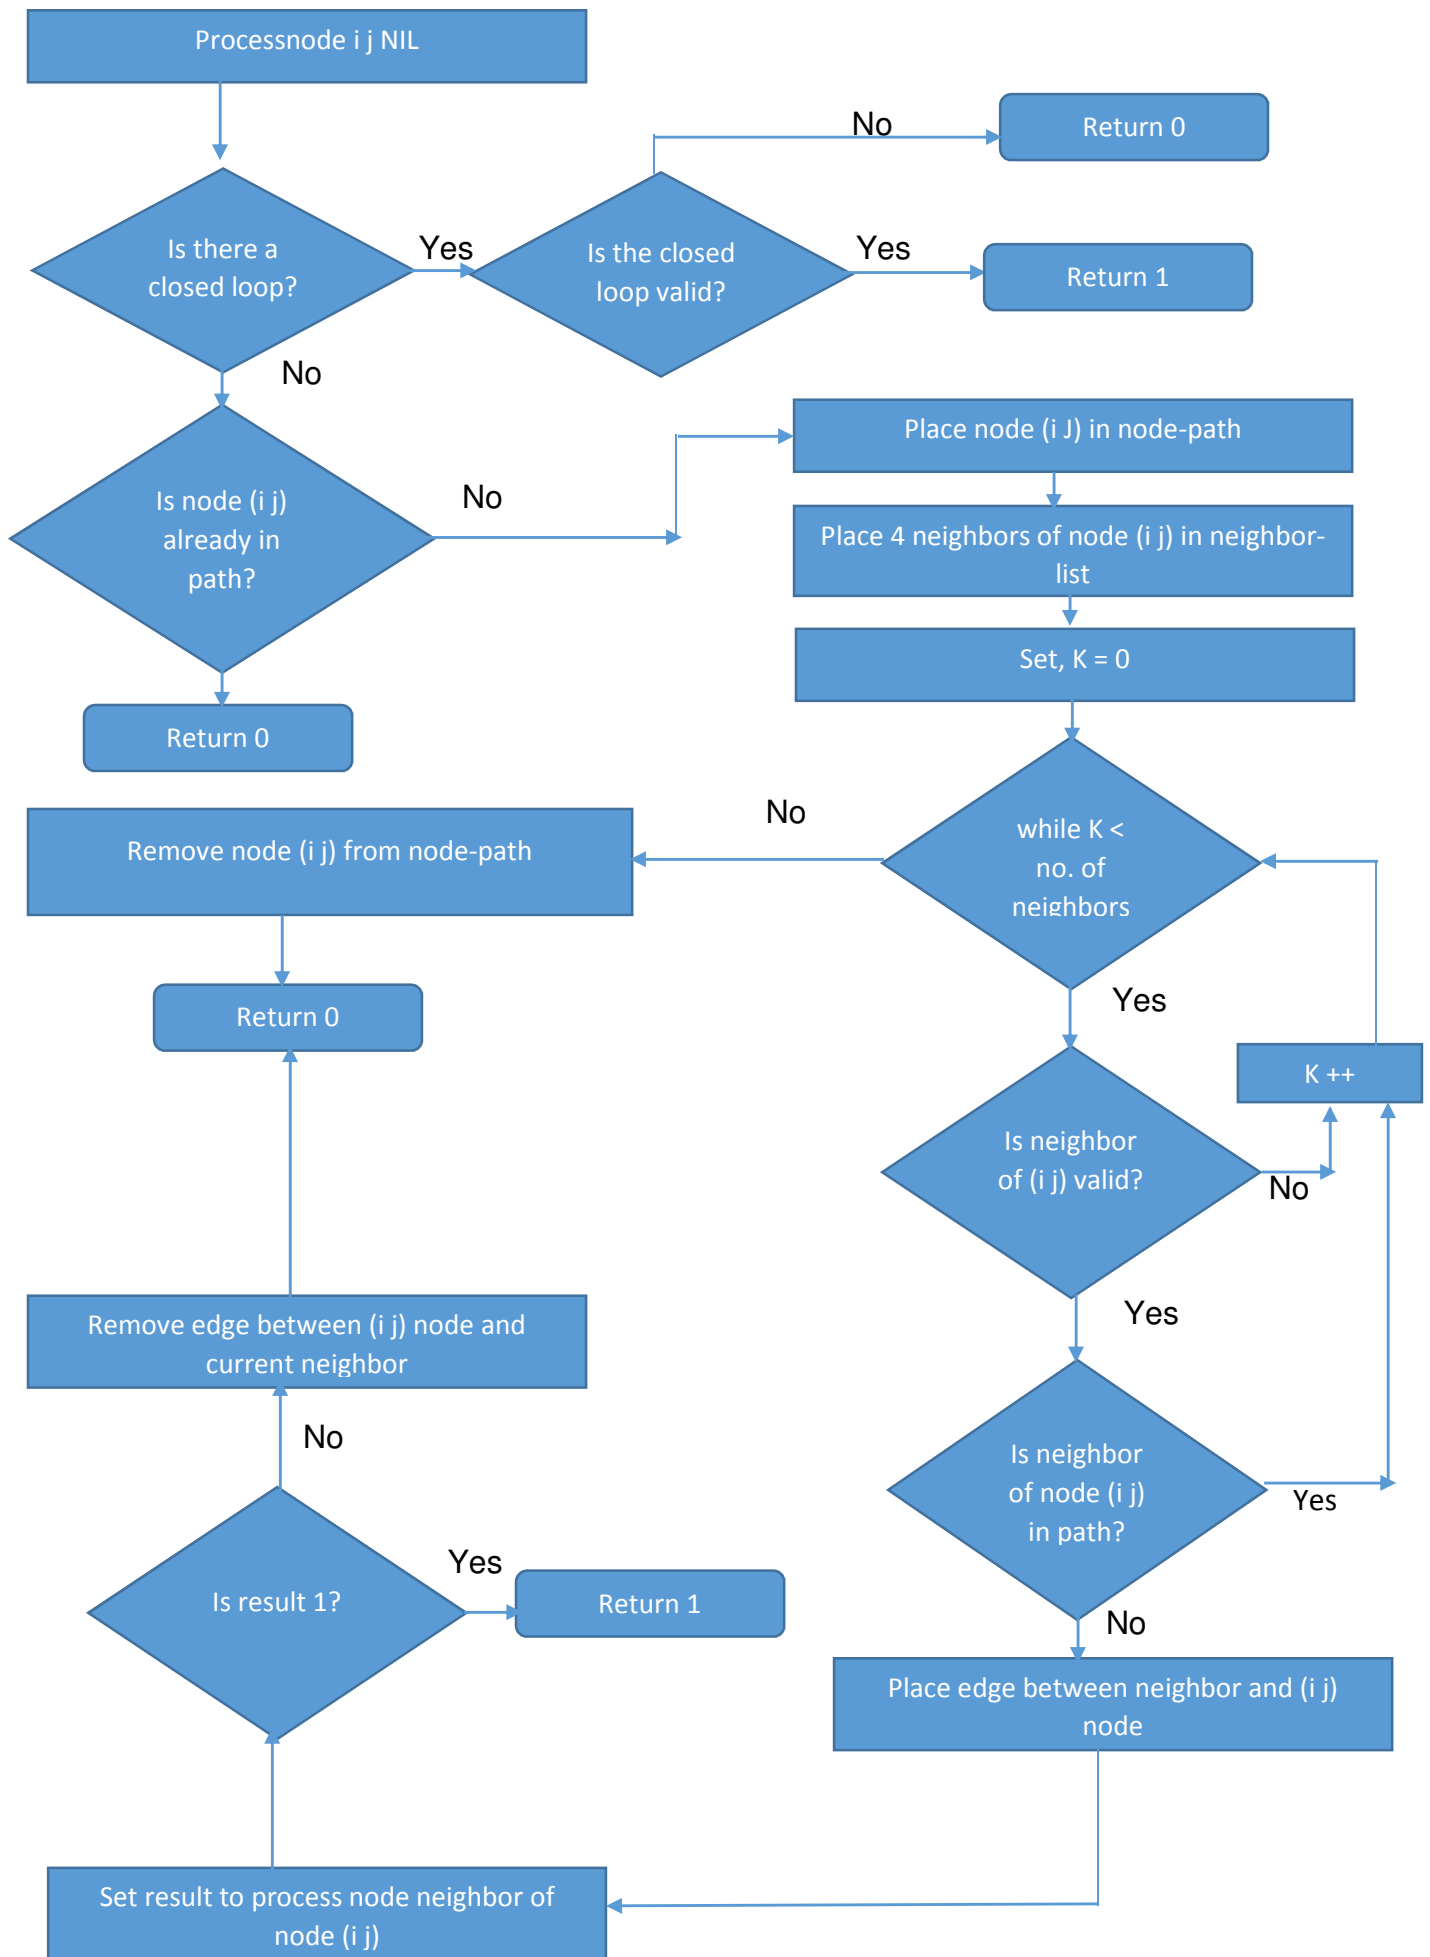 Processnode i j NIL
No
Return 0
Is there a
closed loop?
Yes
Is the closed
loop valid?
Yes
Return 1
No
Place node (i J) in node-path
Is node (i j)
already in
path?
No
Place 4 neighbors of node (i j) in neighbor-
list
Set, K = 0
Return 0
No
while K <
no. of
neighbors
Remove node (i j) from node-path
Yes
Return 0
K ++
Is neighbor
of (i j) valid?
No
Yes
Remove edge between (i j) node and
current neighbor
No
Is neighbor
of node (i j)
in path?
Yes
Yes
Is result 1?
Return 1
No
Place edge between neighbor and (i j)
node
Set result to process node neighbor of
node (i j)